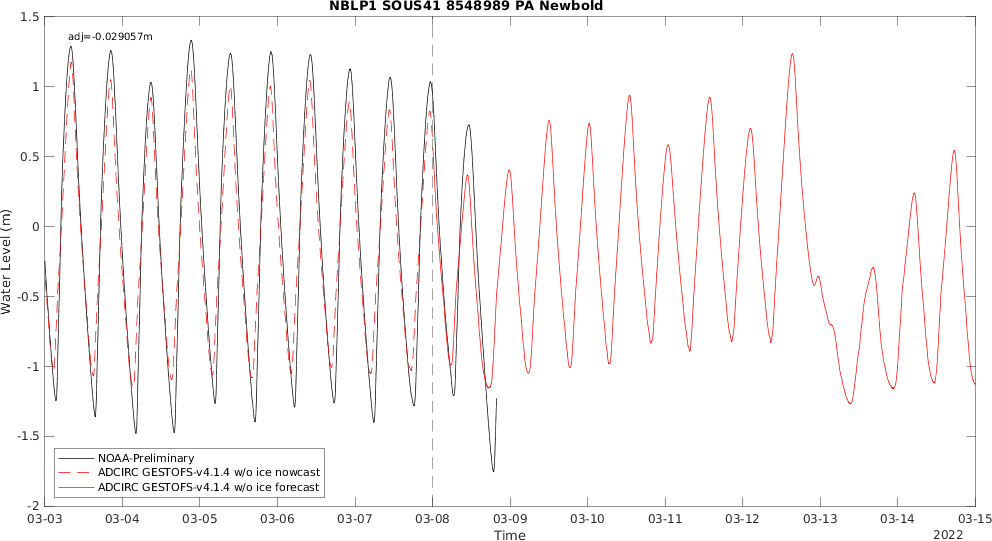 NBLP1 SOUS41 8548989 PA Newbold
adj=-0.029057m
1.5
1
0.5
0
-0.5
-1
-1.5
-2
Water Level (m)
NOAA-Preliminary
ADCIRC GESTOFS-v4.1.4 w/o ice nowcast
ADCIRC GESTOFS-v4.1.4 w/o ice forecast
03-03 03-04 03-05 03-06 03-07 03-08 03-09 03-10 03-11 03-12 03-13 03-14 03-15
Time
2022